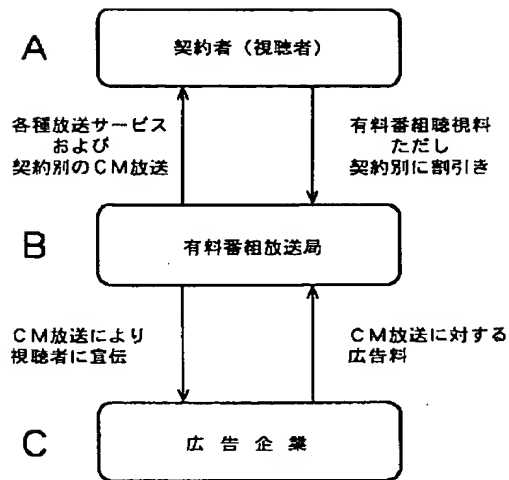 A
契約者(視聴者)
各種放送サービス
および
契約別のCM放送
有料番組聴視料
ただし
契約別に割引き
B
有料番組放送局
CM放送により
視聴者に宣伝
CM放送に対する
広告料
C
広告企業